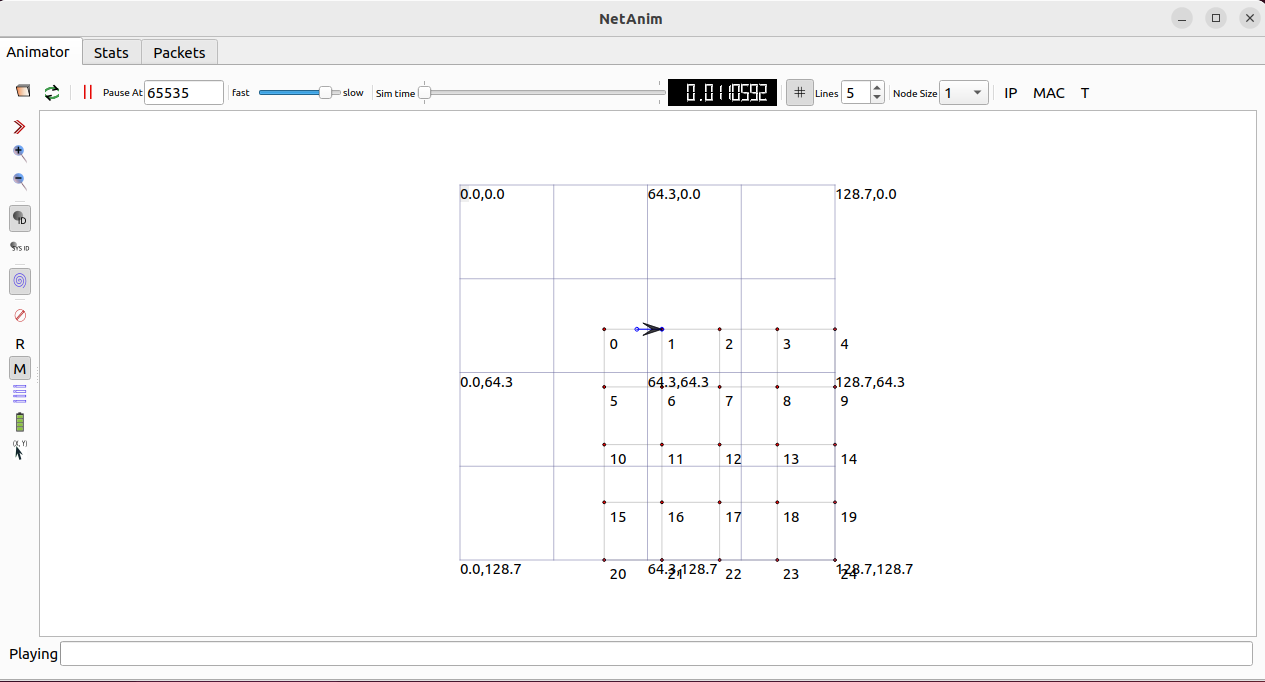 NetAnim
Animator Stats Packets
Pause At 65535 fast slow Sim time 0.0110592 # Lines 5 Node Size 1 IP MAC T
ID
SYS ID
R
M
(X, Y)
0.0,0.0 64.3,0.0 128.7,0.0
0 1 2 3 4
0.0,64.3 64.3,64.3 128.7,64.3
5 6 7 8 9
10 11 12 13 14
15 16 17 18 19
0.0,128.7 64.3,128.7 128.7,128.7
20 21 22 23 24
Playing